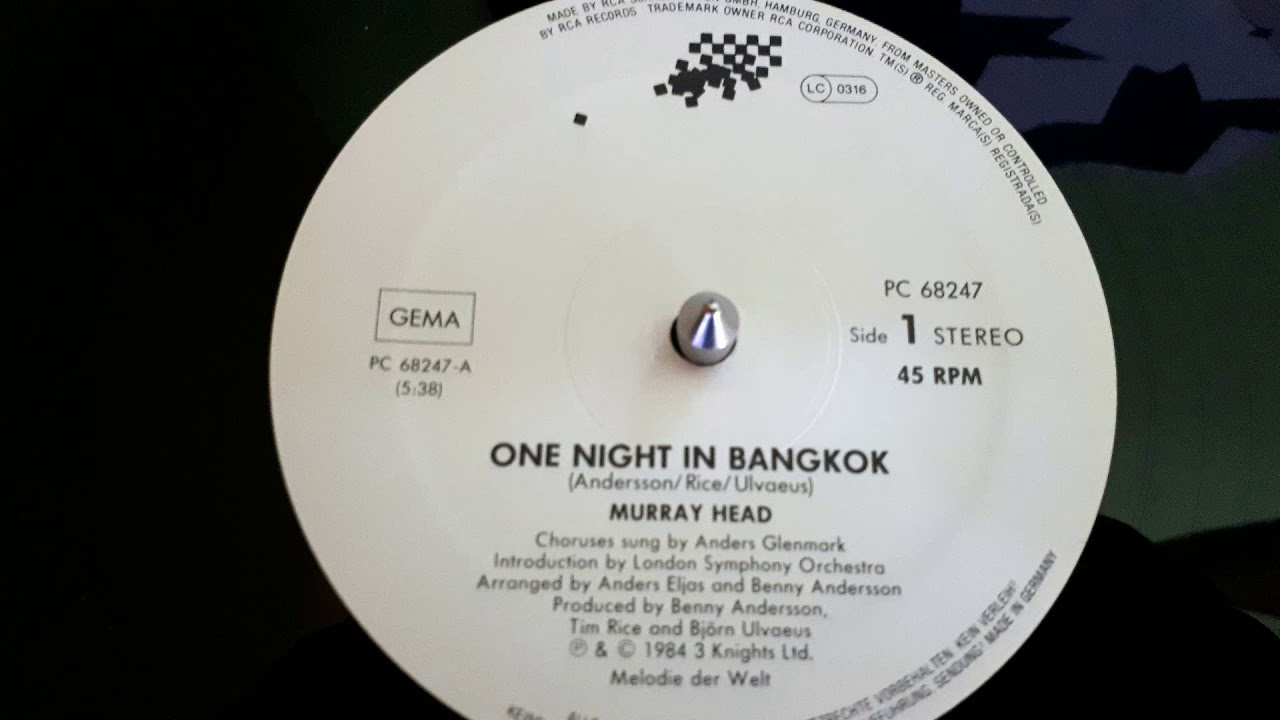 MADE BY RCA HAMBURG, GERMANY, FROM MASTERS OWNED OR CONTROLLED
BY RCA RECORDS TRADEMARK OWNER RCA CORPORATION. TM(S) ® REG. MARCA(S) REGISTRADA(S)
LC 0316
GEMA
PC 68247-A
(5:38)
PC 68247
Side 1 STEREO
45 RPM
ONE NIGHT IN BANGKOK
(Andersson/Rice/Ulvaeus)
MURRAY HEAD
Choruses sung by Anders Glenmark
Introduction by London Symphony Orchestra
Arranged by Anders Eljas and Benny Andersson
Produced by Benny Andersson,
Tim Rice and Björn Ulvaeus
℗ & © 1984 3 Knights Ltd.
Melodie der Welt
VORBEHALTEN. KEIN VERLEIH!
SENDUNG! MADE IN GERMANY